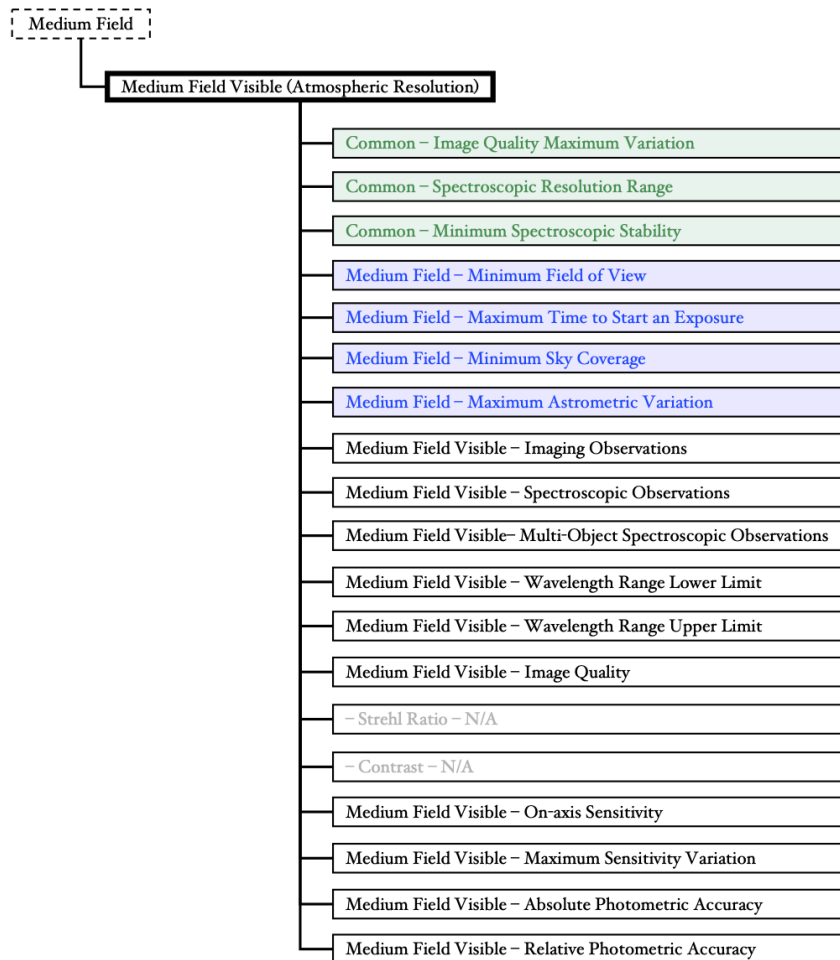 Medium Field
Medium Field Visible (Atmospheric Resolution)
Common – Image Quality Maximum Variation
Common – Spectroscopic Resolution Range
Common – Minimum Spectroscopic Stability
Medium Field – Minimum Field of View
Medium Field – Maximum Time to Start an Exposure
Medium Field – Minimum Sky Coverage
Medium Field – Maximum Astrometric Variation
Medium Field Visible – Imaging Observations
Medium Field Visible – Spectroscopic Observations
Medium Field Visible– Multi-Object Spectroscopic Observations
Medium Field Visible – Wavelength Range Lower Limit
Medium Field Visible – Wavelength Range Upper Limit
Medium Field Visible – Image Quality
– Strehl Ratio – N/A
– Contrast – N/A
Medium Field Visible – On-axis Sensitivity
Medium Field Visible – Maximum Sensitivity Variation
Medium Field Visible – Absolute Photometric Accuracy
Medium Field Visible – Relative Photometric Accuracy